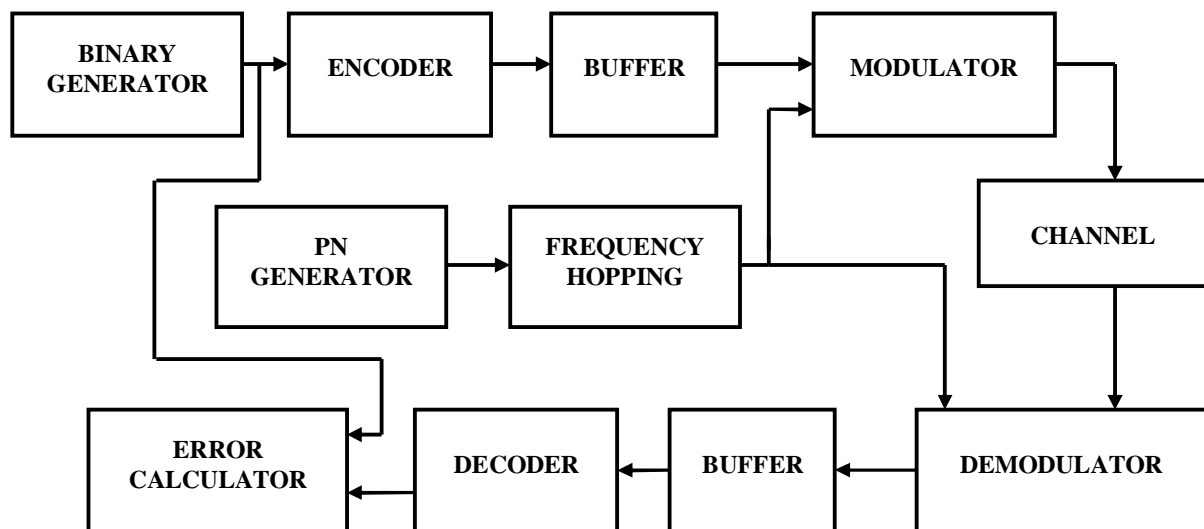 BINARY
GENERATOR
ENCODER
BUFFER
MODULATOR
PN
GENERATOR
FREQUENCY
HOPPING
CHANNEL
ERROR
CALCULATOR
DECODER
BUFFER
DEMODULATOR